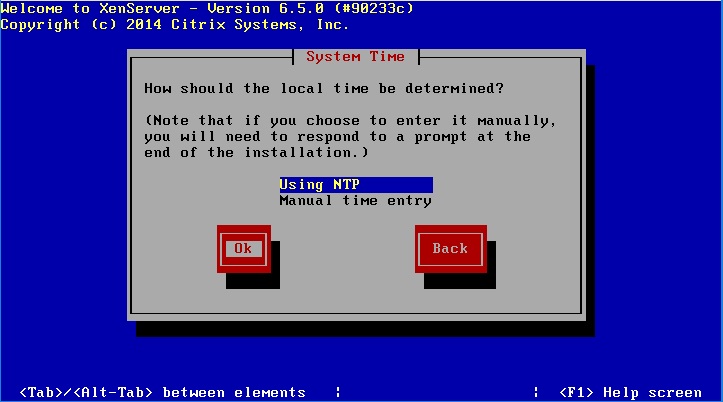 Welcome to XenServer - Version 6.5.0 (#90233c)
Copyright (c) 2014 Citrix Systems, Inc.
System Time
How should the local time be determined?
(Note that if you choose to enter it manually,
you will need to respond to a prompt at the
end of the installation.)
Using NTP
Manual time entry
Ok Back
<Tab>/<Alt-Tab> between elements | | <F1> Help screen